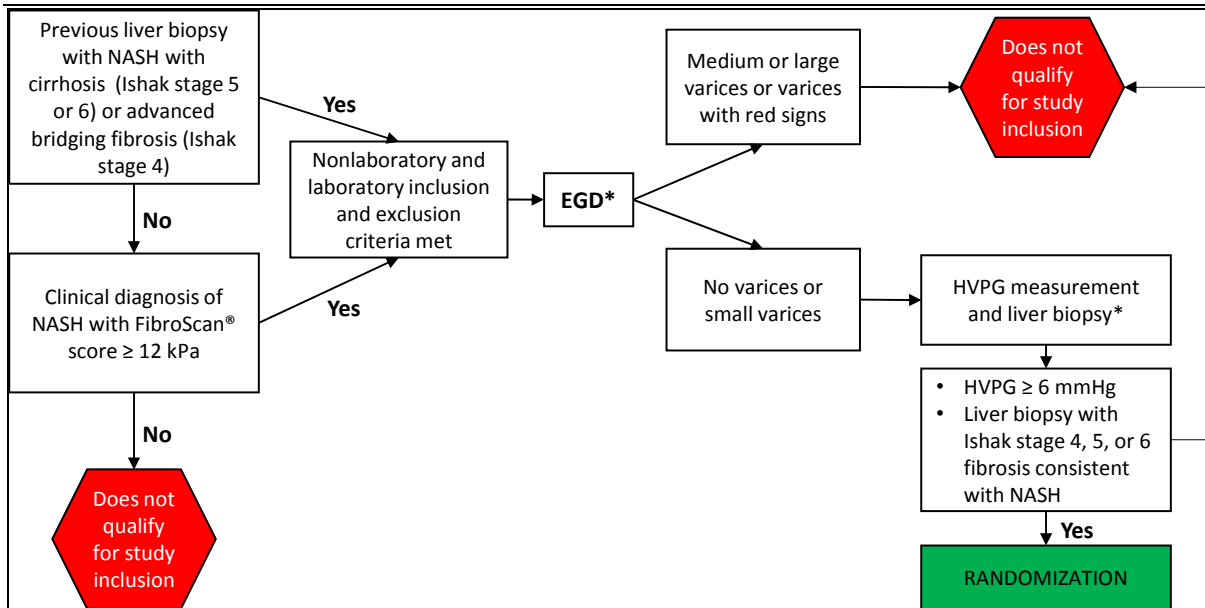 Previous liver biopsy
with NASH with
cirrhosis (Ishak stage 5
or 6) or advanced
bridging fibrosis (Ishak
stage 4)
Yes
No
Clinical diagnosis of
NASH with FibroScan®
score ≥ 12 kPa
Yes
No
Does not
qualify
for study
inclusion
Nonlaboratory and
laboratory inclusion
and exclusion
criteria met
EGD*
Medium or large
varices or varices
with red signs
Does not
qualify
for study
inclusion
No varices or
small varices
HVPG measurement
and liver biopsy*
• HVPG ≥ 6 mmHg
• Liver biopsy with
Ishak stage 4, 5, or 6
fibrosis consistent
with NASH
Yes
RANDOMIZATION